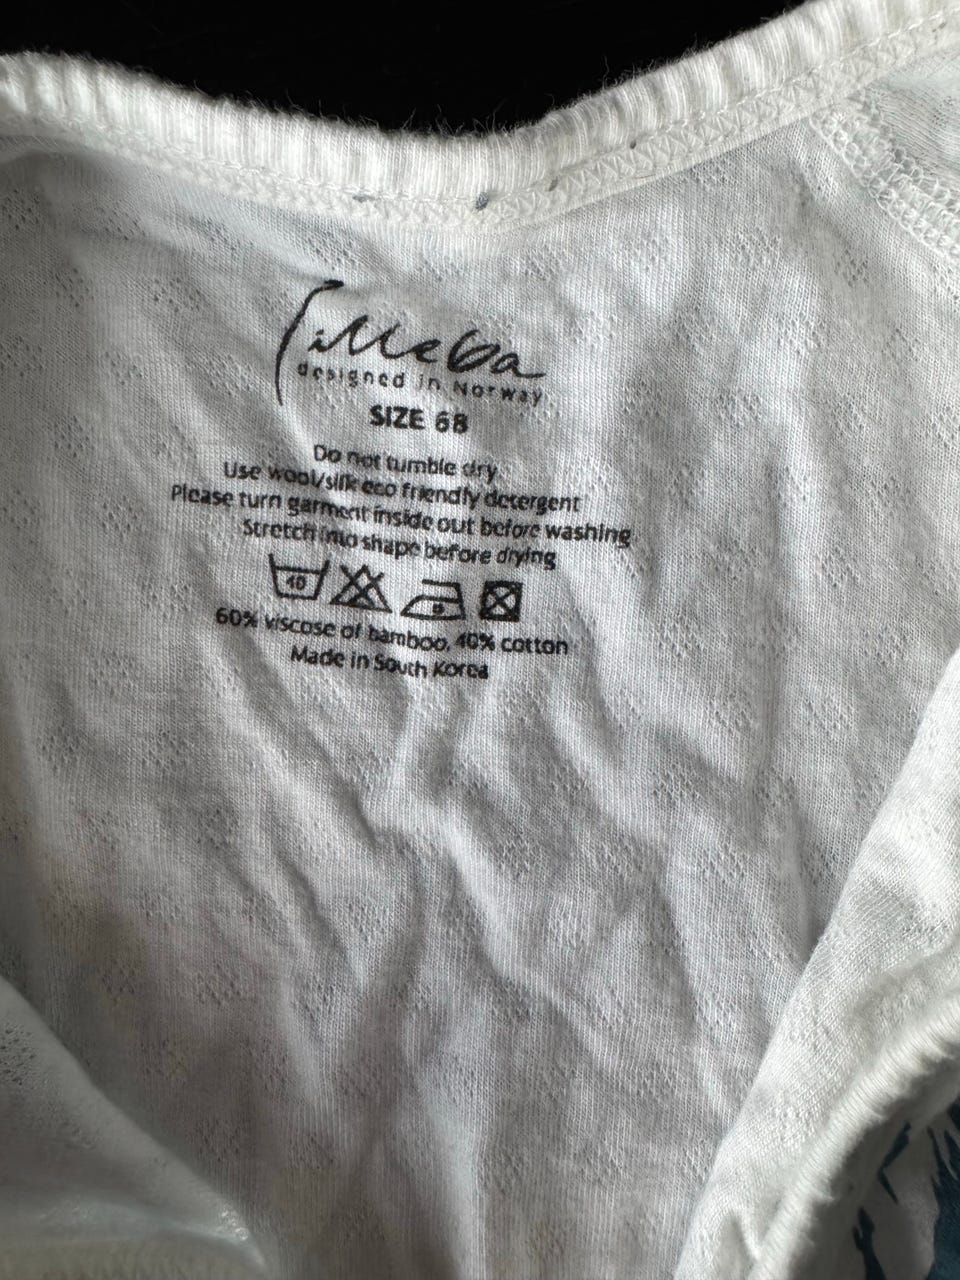 illeba
designed in Norway
SIZE 68
Do not tumble dry
Use wool/silk eco friendly detergent
Please turn garment inside out before washing
Stretch into shape before drying
40
60% viscose of bamboo, 40% cotton
Made in South Korea